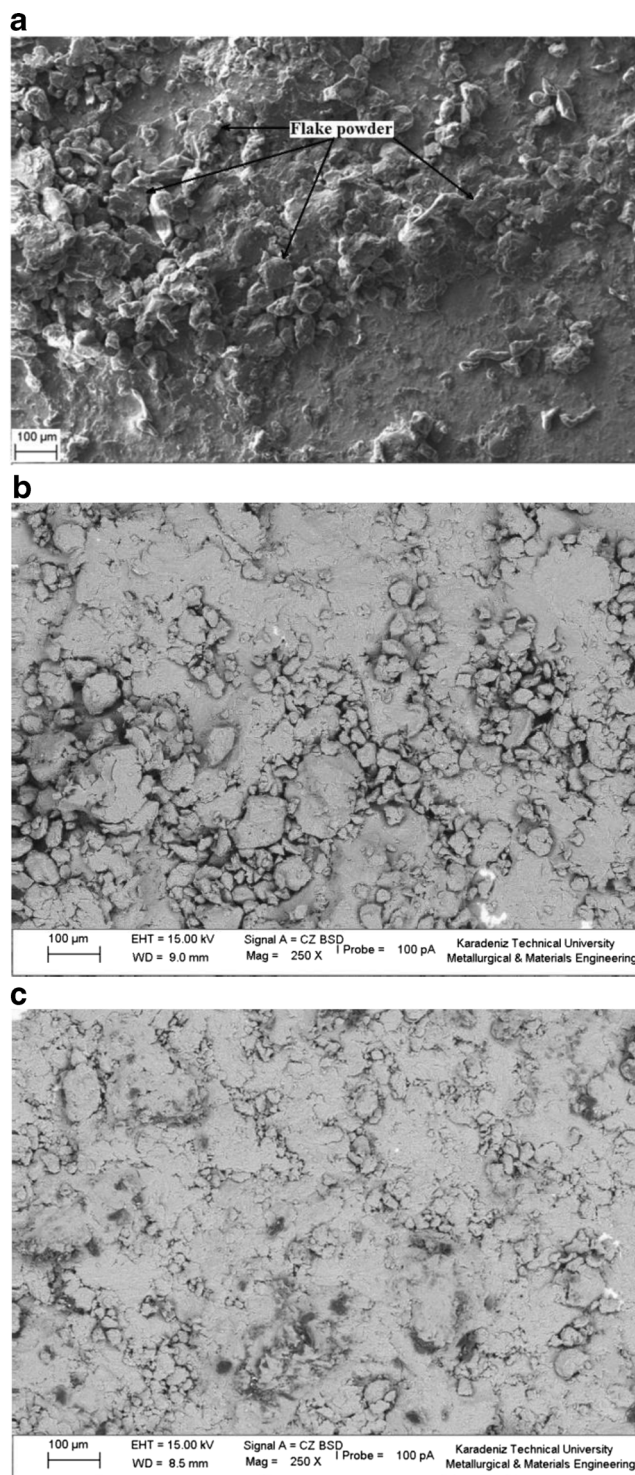 a
Flake powder
100 µm
b
100 µm EHT = 15.00 kV Signal A = CZ BSD I Probe = 100 pA Karadeniz Technical University
WD = 9.0 mm Mag = 250 X Metallurgical & Materials Engineering
c
100 µm EHT = 15.00 kV Signal A = CZ BSD I Probe = 100 pA Karadeniz Technical University
WD = 8.5 mm Mag = 250 X Metallurgical & Materials Engineering